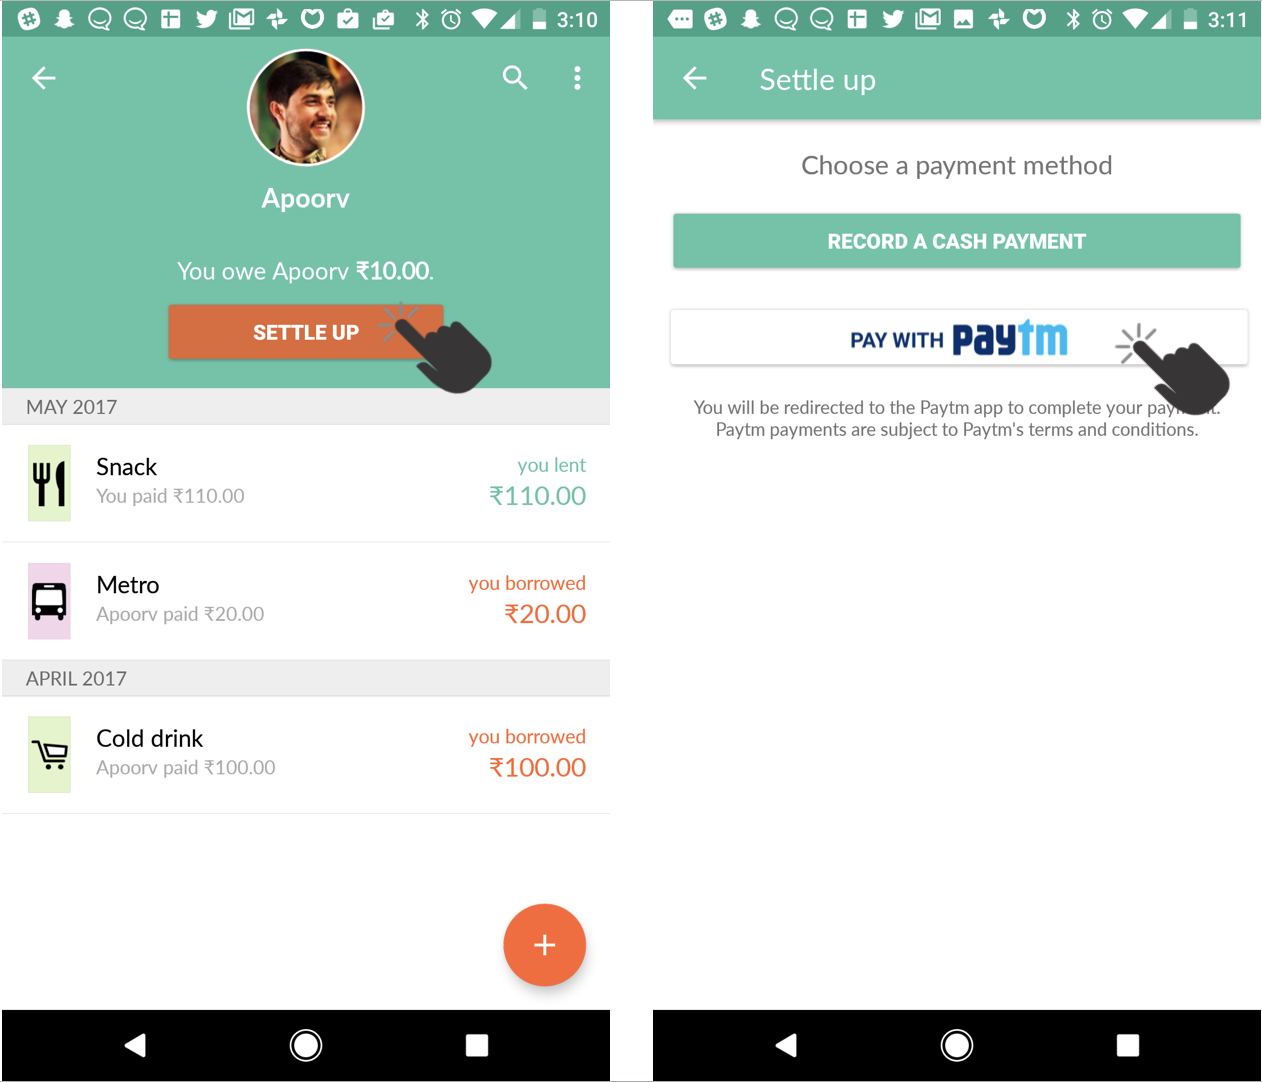 3:10
Apoorv
You owe Apoorv ₹10.00.
SETTLE UP
MAY 2017
Snack
you lent
You paid ₹110.00
₹110.00
Metro
you borrowed
Apoorv paid ₹20.00
₹20.00
APRIL 2017
Cold drink
you borrowed
Apoorv paid ₹100.00
₹100.00
3:11
Settle up
Choose a payment method
RECORD A CASH PAYMENT
PAY WITH paytm
You will be redirected to the Paytm app to complete your payment.
Paytm payments are subject to Paytm's terms and conditions.